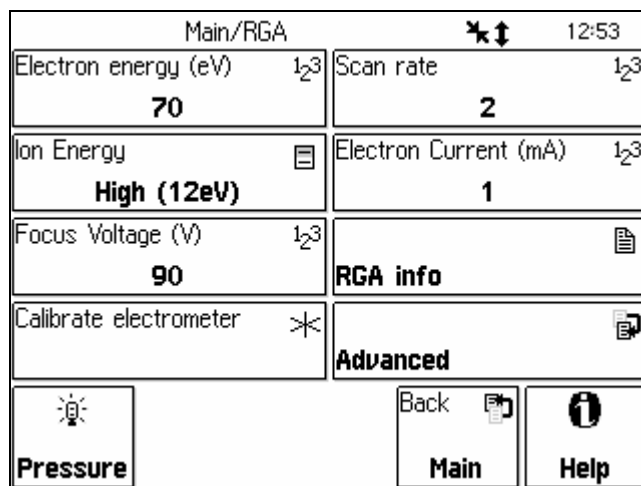 Main/RGA 12:53
Electron energy (eV) 123 Scan rate 123
70 2
Ion Energy Electron Current (mA) 123
High (12eV) 1
Focus Voltage (V) 123
90 RGA info
Calibrate electrometer
Advanced
Back
Pressure Main Help